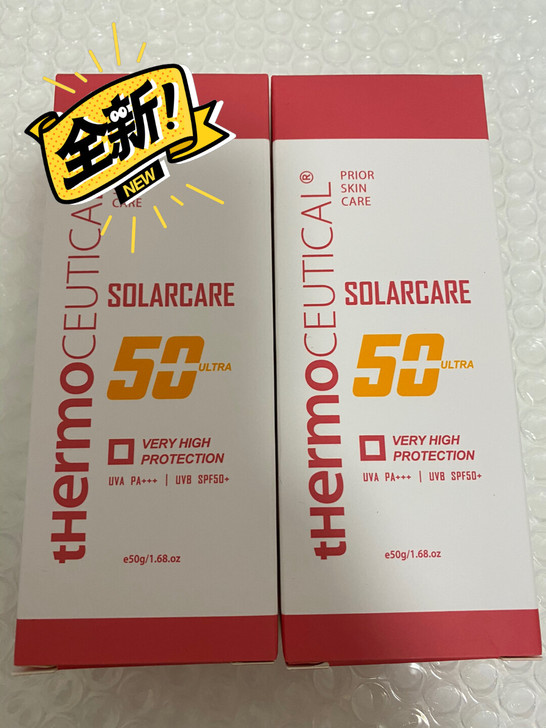 全新!
NEW
CARE
tHermoCEUTICAL
SOLARCARE
50 ULTRA
VERY HIGH
PROTECTION
UVA PA+++ | UVB SPF50+
e50g/1.68.oz
tHermoCEUTICAL®
PRIOR
SKIN
CARE
SOLARCARE
50 ULTRA
VERY HIGH
PROTECTION
UVA PA+++ | UVB SPF50+
e50g/1.68.oz